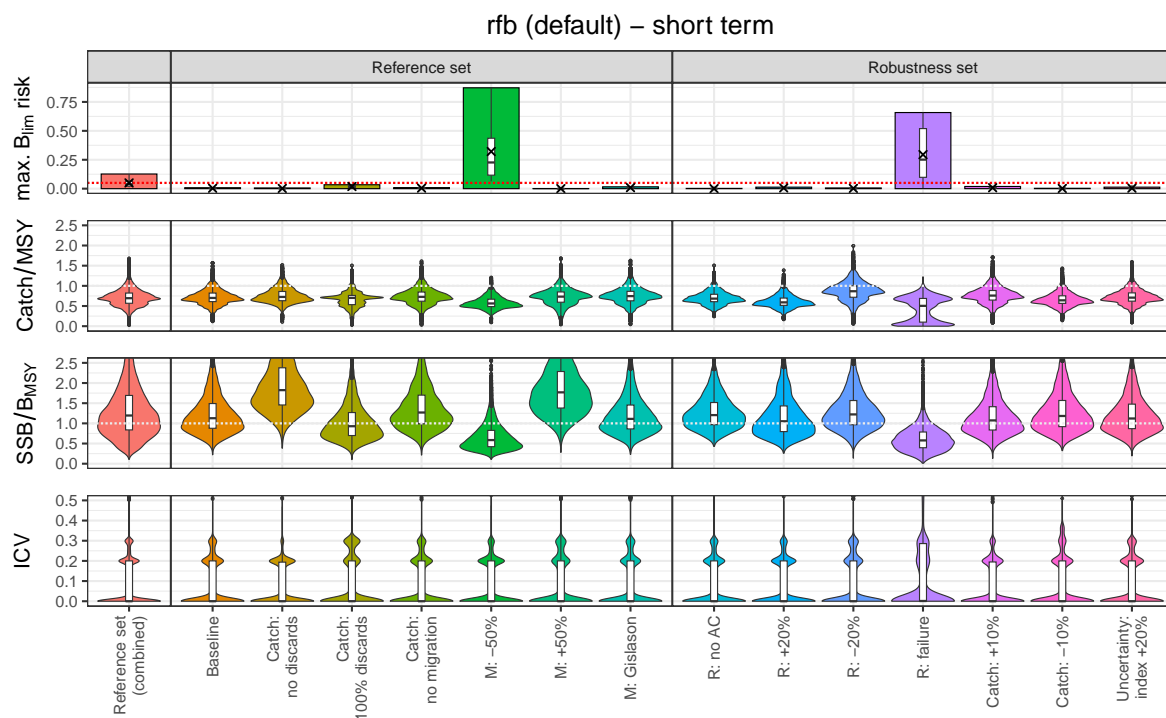 rfb (default) − short term
Reference set
Robustness set
max. Blim risk
0.75
0.50
0.25
0.00
Catch/MSY
2.5
2.0
1.5
1.0
0.5
0.0
SSB/BMSY
2.5
2.0
1.5
1.0
0.5
0.0
ICV
0.5
0.4
0.3
0.2
0.1
0.0
Reference set
(combined)
Baseline
Catch:
no discards
Catch:
100% discards
Catch:
no migration
M: −50%
M: +50%
M: Gislason
R: no AC
R: +20%
R: −20%
R: failure
Catch: +10%
Catch: −10%
Uncertainty:
index +20%